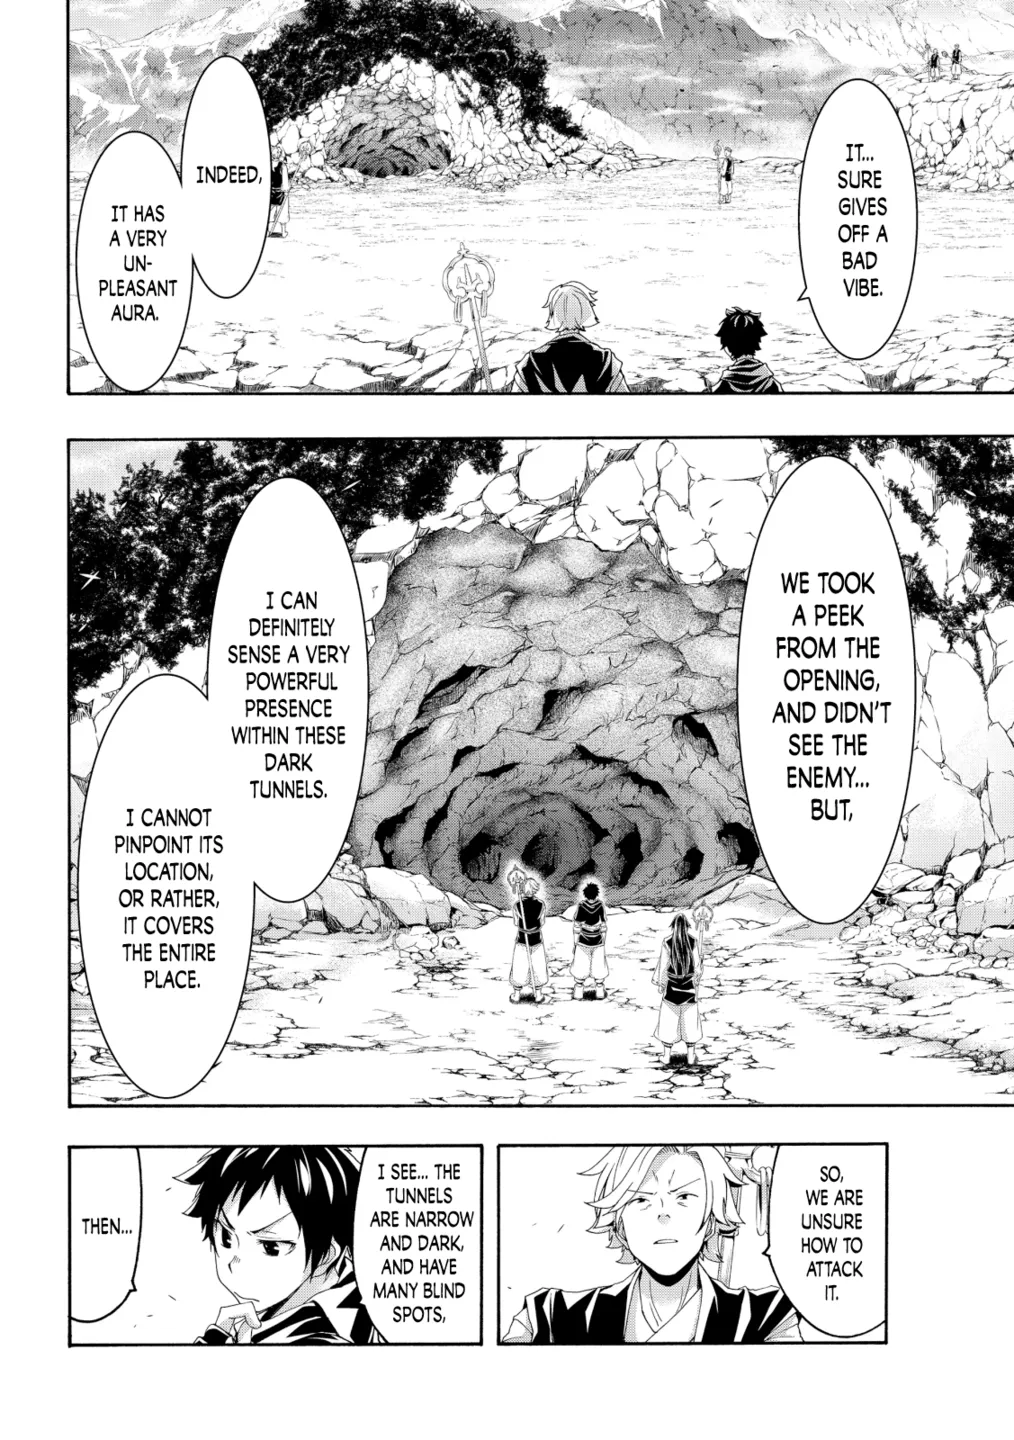 IT...
SURE
GIVES
OFF A
BAD
VIBE.
INDEED,
IT HAS
A VERY
UN-
PLEASANT
AURA.
WE TOOK
A PEEK
FROM THE
OPENING,
AND DIDN'T
SEE THE
ENEMY...
BUT,
I CAN
DEFINITELY
SENSE A VERY
POWERFUL
PRESENCE
WITHIN THESE
DARK
TUNNELS.
I CANNOT
PINPOINT ITS
LOCATION,
OR RATHER,
IT COVERS
THE ENTIRE
PLACE.
SO,
WE ARE
UNSURE
HOW TO
ATTACK
IT.
I SEE... THE
TUNNELS
ARE NARROW
AND DARK,
AND HAVE
MANY BLIND
SPOTS,
THEN...